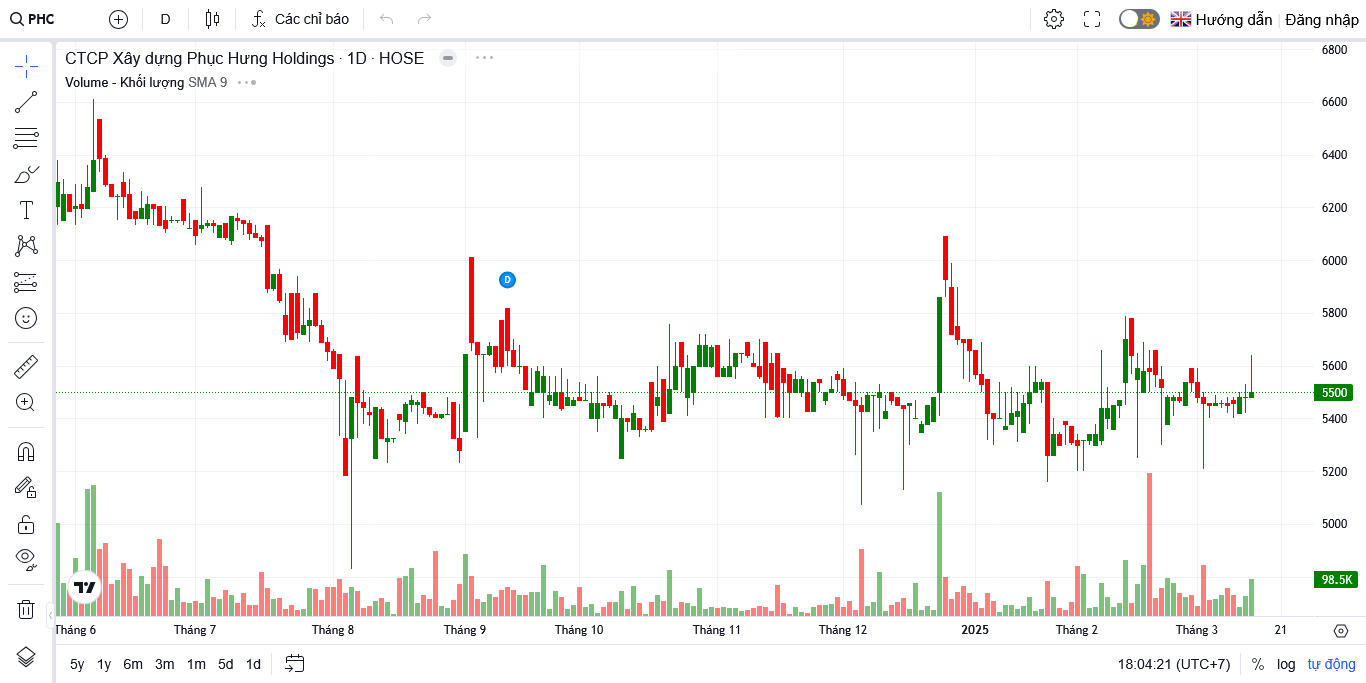 PHC D Các chỉ báo Hướng dẫn Đăng nhập
CTCP Xây dựng Phục Hưng Holdings · 1D · HOSE
Volume - Khối lượng SMA 9
6800
6600
6400
6200
6000
D
5800
5600
5500
5400
5200
5000
98.5K
Tháng 6 Tháng 7 Tháng 8 Tháng 9 Tháng 10 Tháng 11 Tháng 12 2025 Tháng 2 Tháng 3 21
5y 1y 6m 3m 1m 5d 1d 18:04:21 (UTC+7) % log tự động